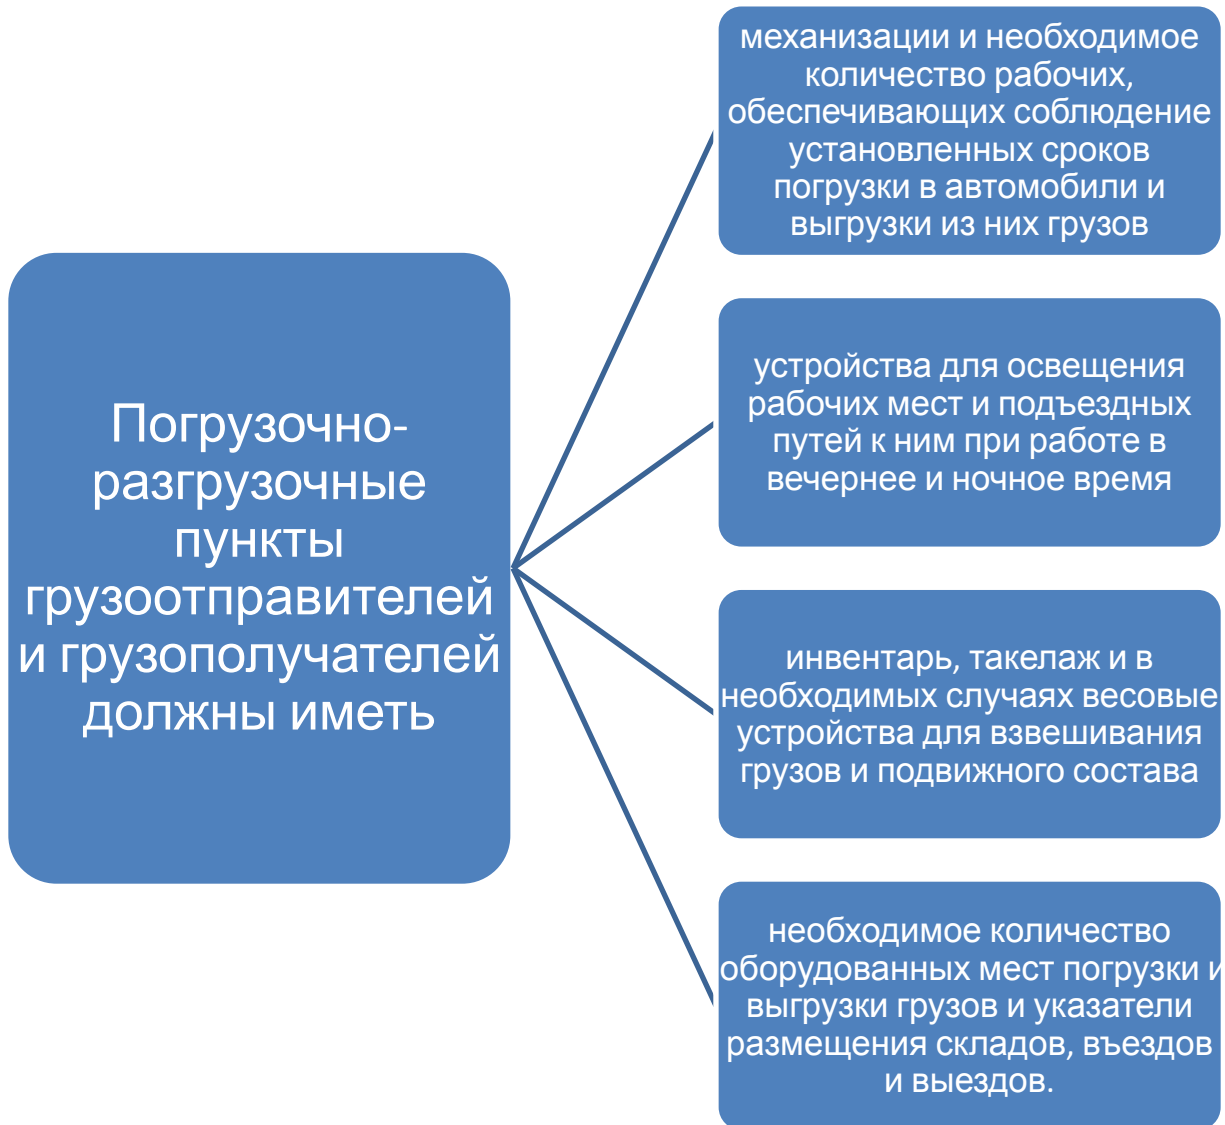 Погрузочно-
разгрузочные
пункты
грузоотправителей
и грузополучателей
должны иметь
механизации и необходимое
количество рабочих,
обеспечивающих соблюдение
установленных сроков
погрузки в автомобили и
выгрузки из них грузов
устройства для освещения
рабочих мест и подъездных
путей к ним при работе в
вечернее и ночное время
инвентарь, такелаж и в
необходимых случаях весовые
устройства для взвешивания
грузов и подвижного состава
необходимое количество
оборудованных мест погрузки и
выгрузки грузов и указатели
размещения складов, въездов
и выездов.